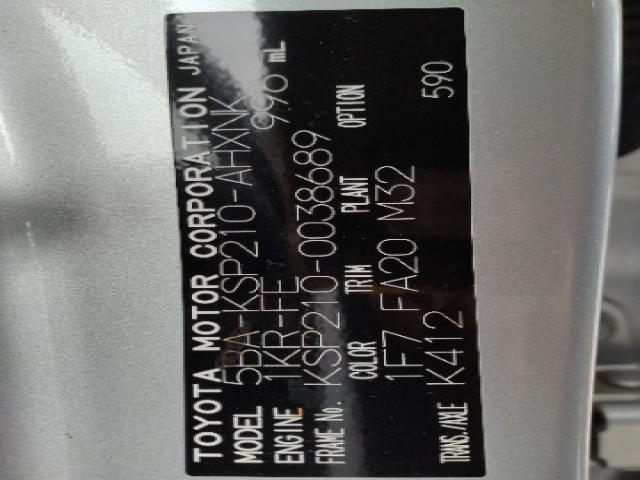 TOYOTA MOTOR CORPORATION JAPAN
MODEL 5BA-KSP210-AHXNK
ENGINE 1KR-FE 996 mL
FRAME No. KSP210-0038689
COLOR TRIM PLANT OPTION
1F7 FA20 M32
TRANS./AXLE K412 590